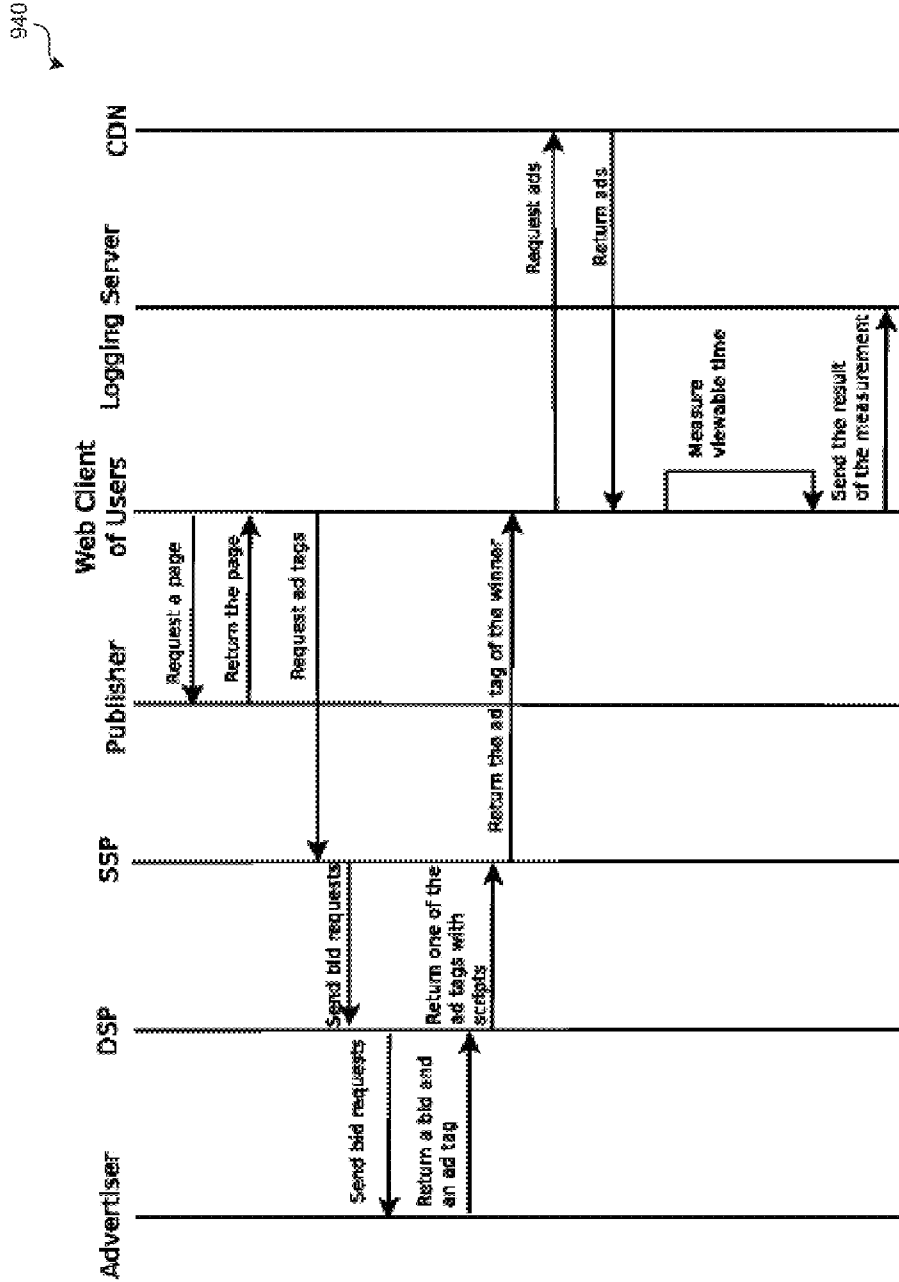 940
Advertiser
DSP
SSP
Publisher
Web Client
of Users
Logging Server
CDN
Request a page
Return the page
Request ad tags
Send bid requests
Send bid requests
Return a bid and
an ad tag
Return one of the
ad tags with
scripts
Return the ad tag of the winner
Request ads
Return ads
Measure
viewable time
Send the result
of the measurement